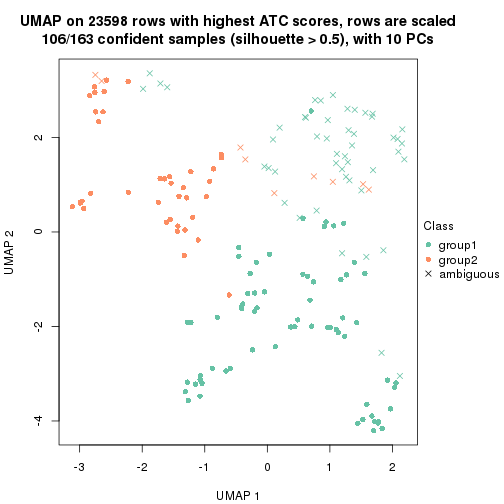 UMAP on 23598 rows with highest ATC scores, rows are scaled
106/163 confident samples (silhouette > 0.5), with 10 PCs
2
0
-2
-4
UMAP 2
-3
-2
-1
0
1
2
UMAP 1
Class
group1
group2
ambiguous